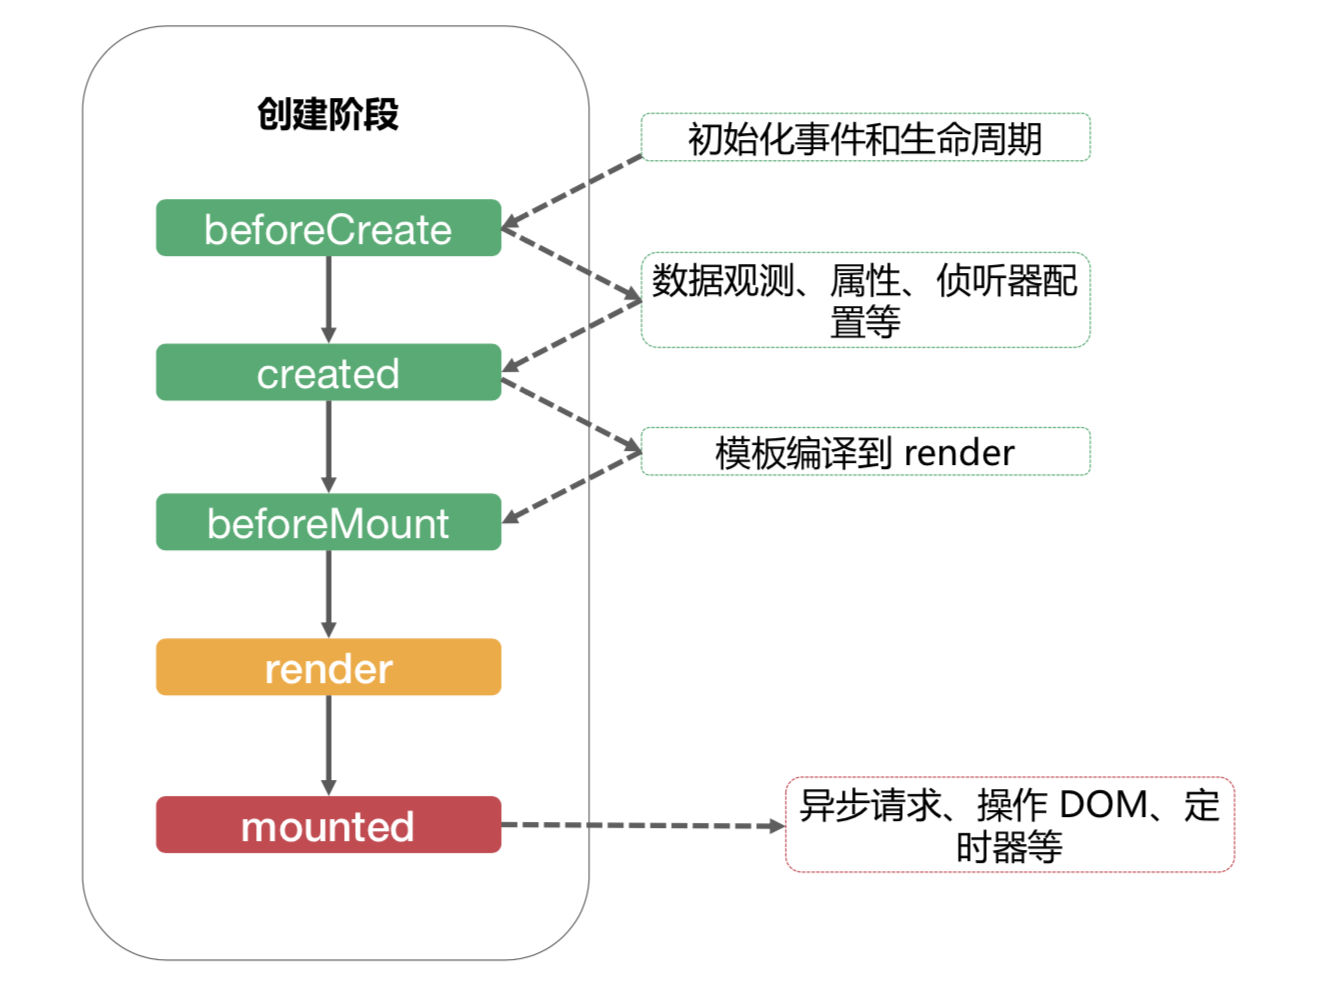 创建阶段
初始化事件和生命周期
beforeCreate
数据观测、属性、侦听器配
置等
created
模板编译到 render
beforeMount
render
异步请求、操作 DOM、定
时器等
mounted